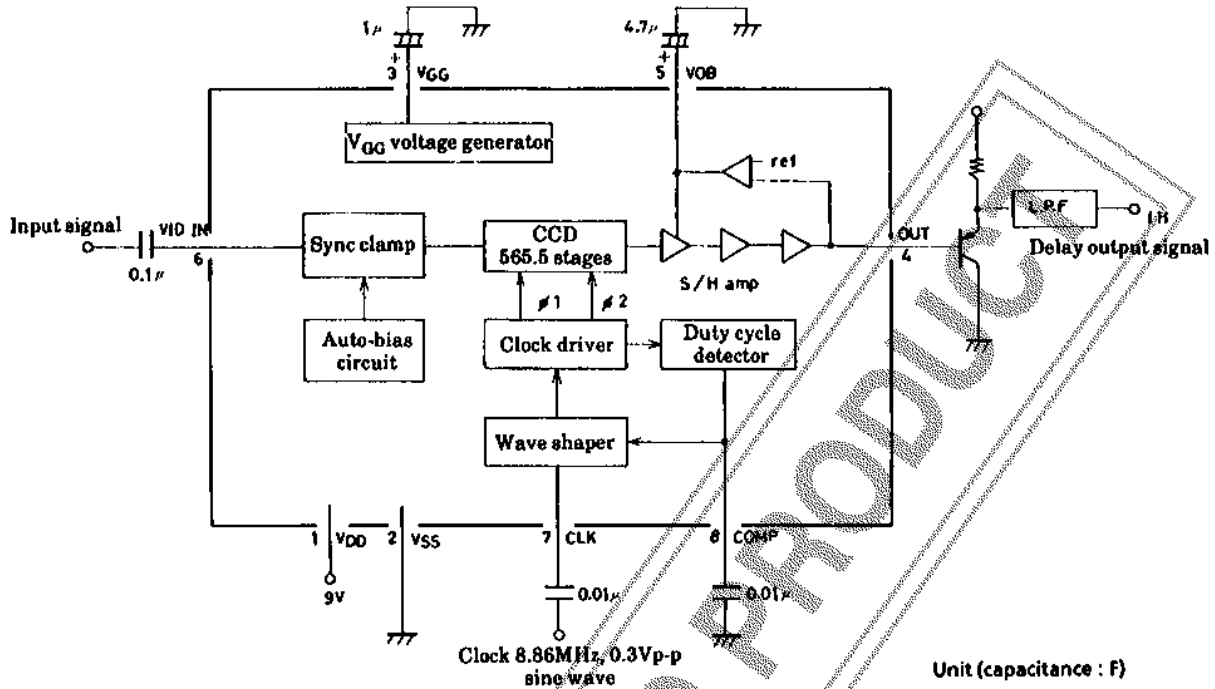 1μ
+
3 VGG
4.7μ
+
5 VOB
VGG voltage generator
ref
Input signal
VID IN
0.1μ
6
Sync clamp
CCD
565.5 stages
S/H amp
OUT
4
L.P.F
1H
Delay output signal
ø1
ø2
Auto-bias
circuit
Clock driver
Duty cycle
detector
Wave shaper
1 VDD
2 VSS
7 CLK
8 COMP
9V
0.01μ
0.01μ
Clock 8.86MHz, 0.3Vp-p
sine wave
Unit (capacitance : F)
PRODUCT